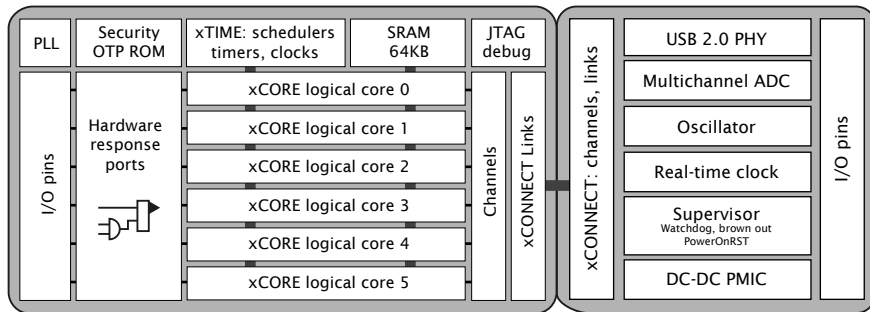 PLL
Security
OTP ROM
xTIME: schedulers
timers, clocks
SRAM
64KB
JTAG
debug
I/O pins
Hardware
response
ports
xCORE logical core 0
xCORE logical core 1
xCORE logical core 2
xCORE logical core 3
xCORE logical core 4
xCORE logical core 5
Channels
xCONNECT Links
xCONNECT: channels, links
USB 2.0 PHY
Multichannel ADC
Oscillator
Real-time clock
Supervisor
Watchdog, brown out
PowerOnRST
DC-DC PMIC
I/O pins